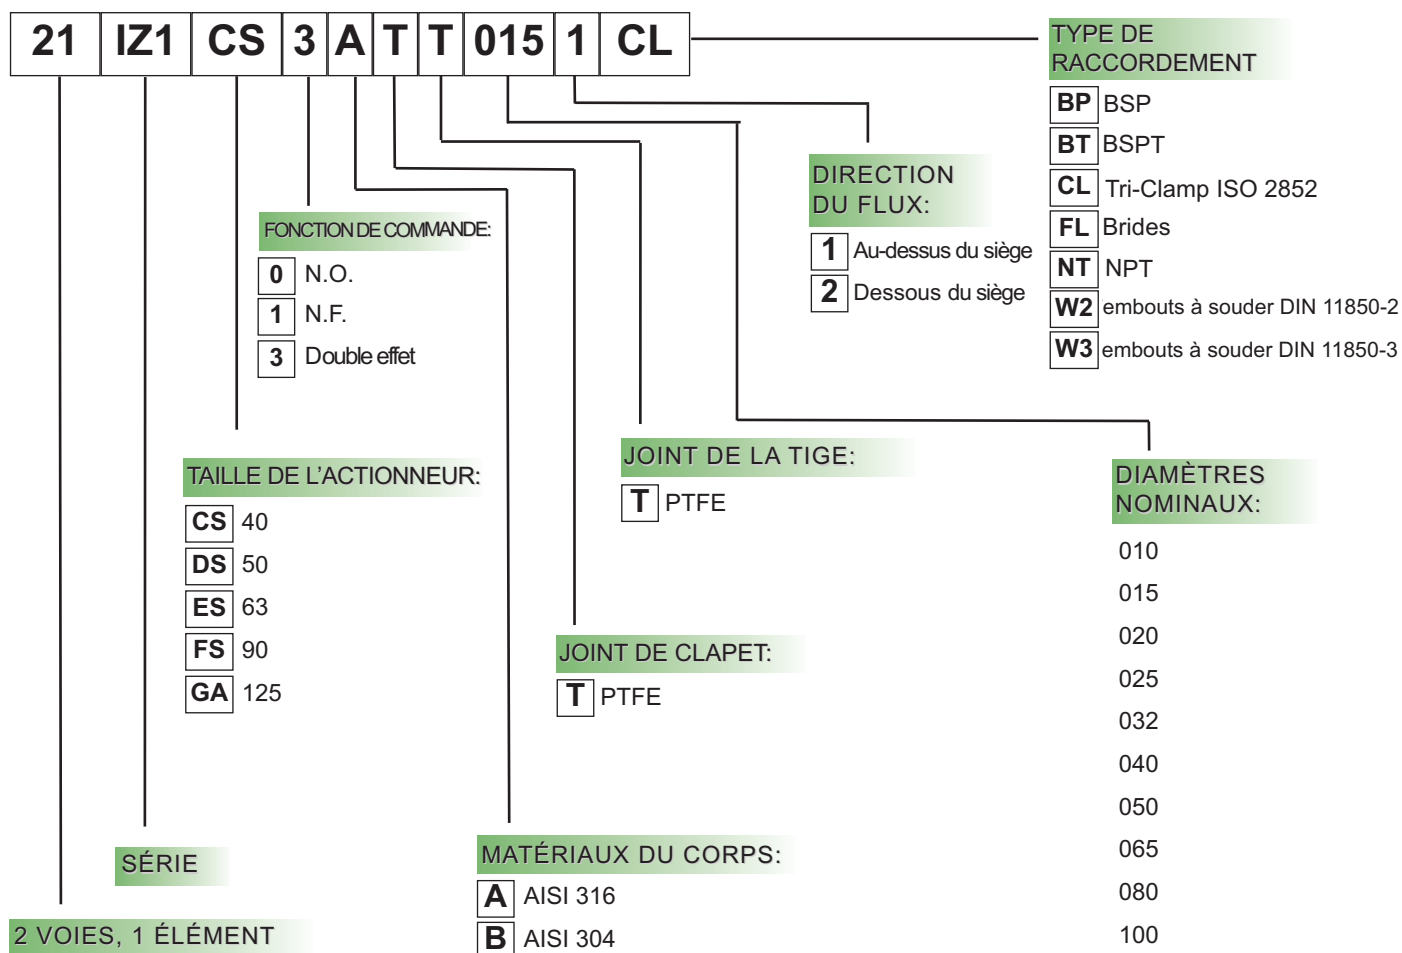 21 IZ1 CS 3 A T T 015 1 CL
TYPE DE
RACCORDEMENT
BP BSP
BT BSPT
CL Tri-Clamp ISO 2852
FL Brides
NT NPT
W2 embouts à souder DIN 11850-2
W3 embouts à souder DIN 11850-3
DIRECTION
DU FLUX:
1 Au-dessus du siège
2 Dessous du siège
FONCTION DE COMMANDE:
0 N.O.
1 N.F.
3 Double effet
TAILLE DE L'ACTIONNEUR:
CS 40
DS 50
ES 63
FS 90
GA 125
JOINT DE LA TIGE:
T PTFE
DIAMÈTRES
NOMINAUX:
010
015
020
025
032
040
050
065
080
100
JOINT DE CLAPET:
T PTFE
SÉRIE
MATÉRIAUX DU CORPS:
A AISI 316
B AISI 304
2 VOIES, 1 ÉLÉMENT